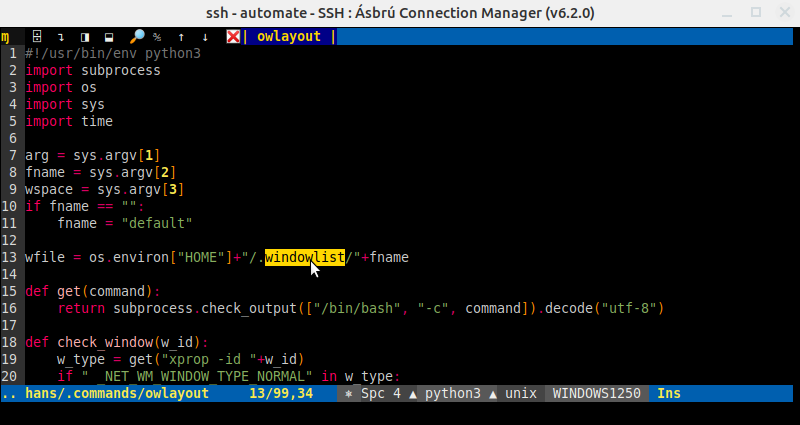 ssh - automate - SSH : Ásbrú Connection Manager (v6.2.0)
| owlayout |
1 #!/usr/bin/env python3
2 import subprocess
3 import os
4 import sys
5 import time
6
7 arg = sys.argv[1]
8 fname = sys.argv[2]
9 wspace = sys.argv[3]
10 if fname == "":
11     fname = "default"
12
13 wfile = os.environ["HOME"]+"/.windowlist/"+fname
14
15 def get(command):
16     return subprocess.check_output(["/bin/bash", "-c", command]).decode("utf-8")
17
18 def check_window(w_id):
19     w_type = get("xprop -id "+w_id)
20     if " _NET_WM_WINDOW_TYPE_NORMAL" in w_type:
.. hans/.commands/owlayout 13/99,34 ✱ Spc 4 ▲ python3 ▲ unix WINDOWS1250 Ins